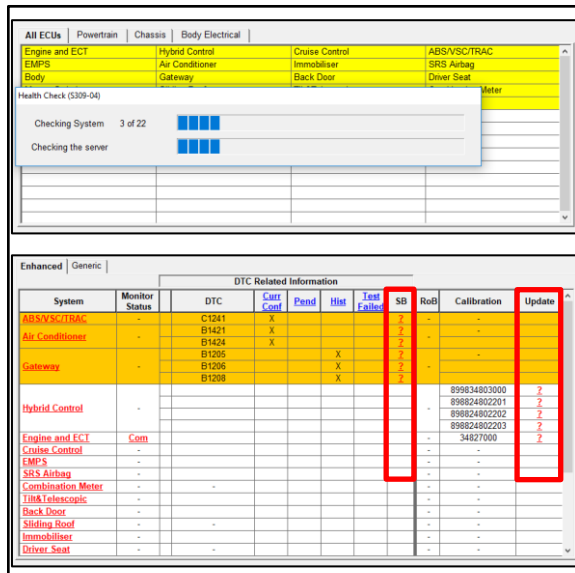 All ECUs Powertrain Chassis Body Electrical
Engine and ECT Hybrid Control Cruise Control ABS/VSC/TRAC
EMPS Air Conditioner Immobiliser SRS Airbag
Body Gateway Back Door Driver Seat
Meter
Health Check (S309-04)
Checking System 3 of 22
Checking the server
Enhanced Generic
DTC Related Information
System Monitor Status DTC Curr Conf Pend Hist Test Failed SB RoB Calibration Update
ABS/VSC/TRAC - C1241 X ? - -
Air Conditioner - B1421 X ? - -
B1424 X ?
Gateway - B1205 X ? - -
B1206 X ?
B1208 X ?
Hybrid Control - - 899834803000 ?
898824802201 ?
898824802202 ?
898824802203 ?
Engine and ECT Com - 34827000 ?
Cruise Control - - -
EMPS - - -
SRS Airbag - - -
Combination Meter - - - -
Tilt&Telescopic - - -
Back Door - - -
Sliding Roof - - - -
Immobiliser - - -
Driver Seat - - - -